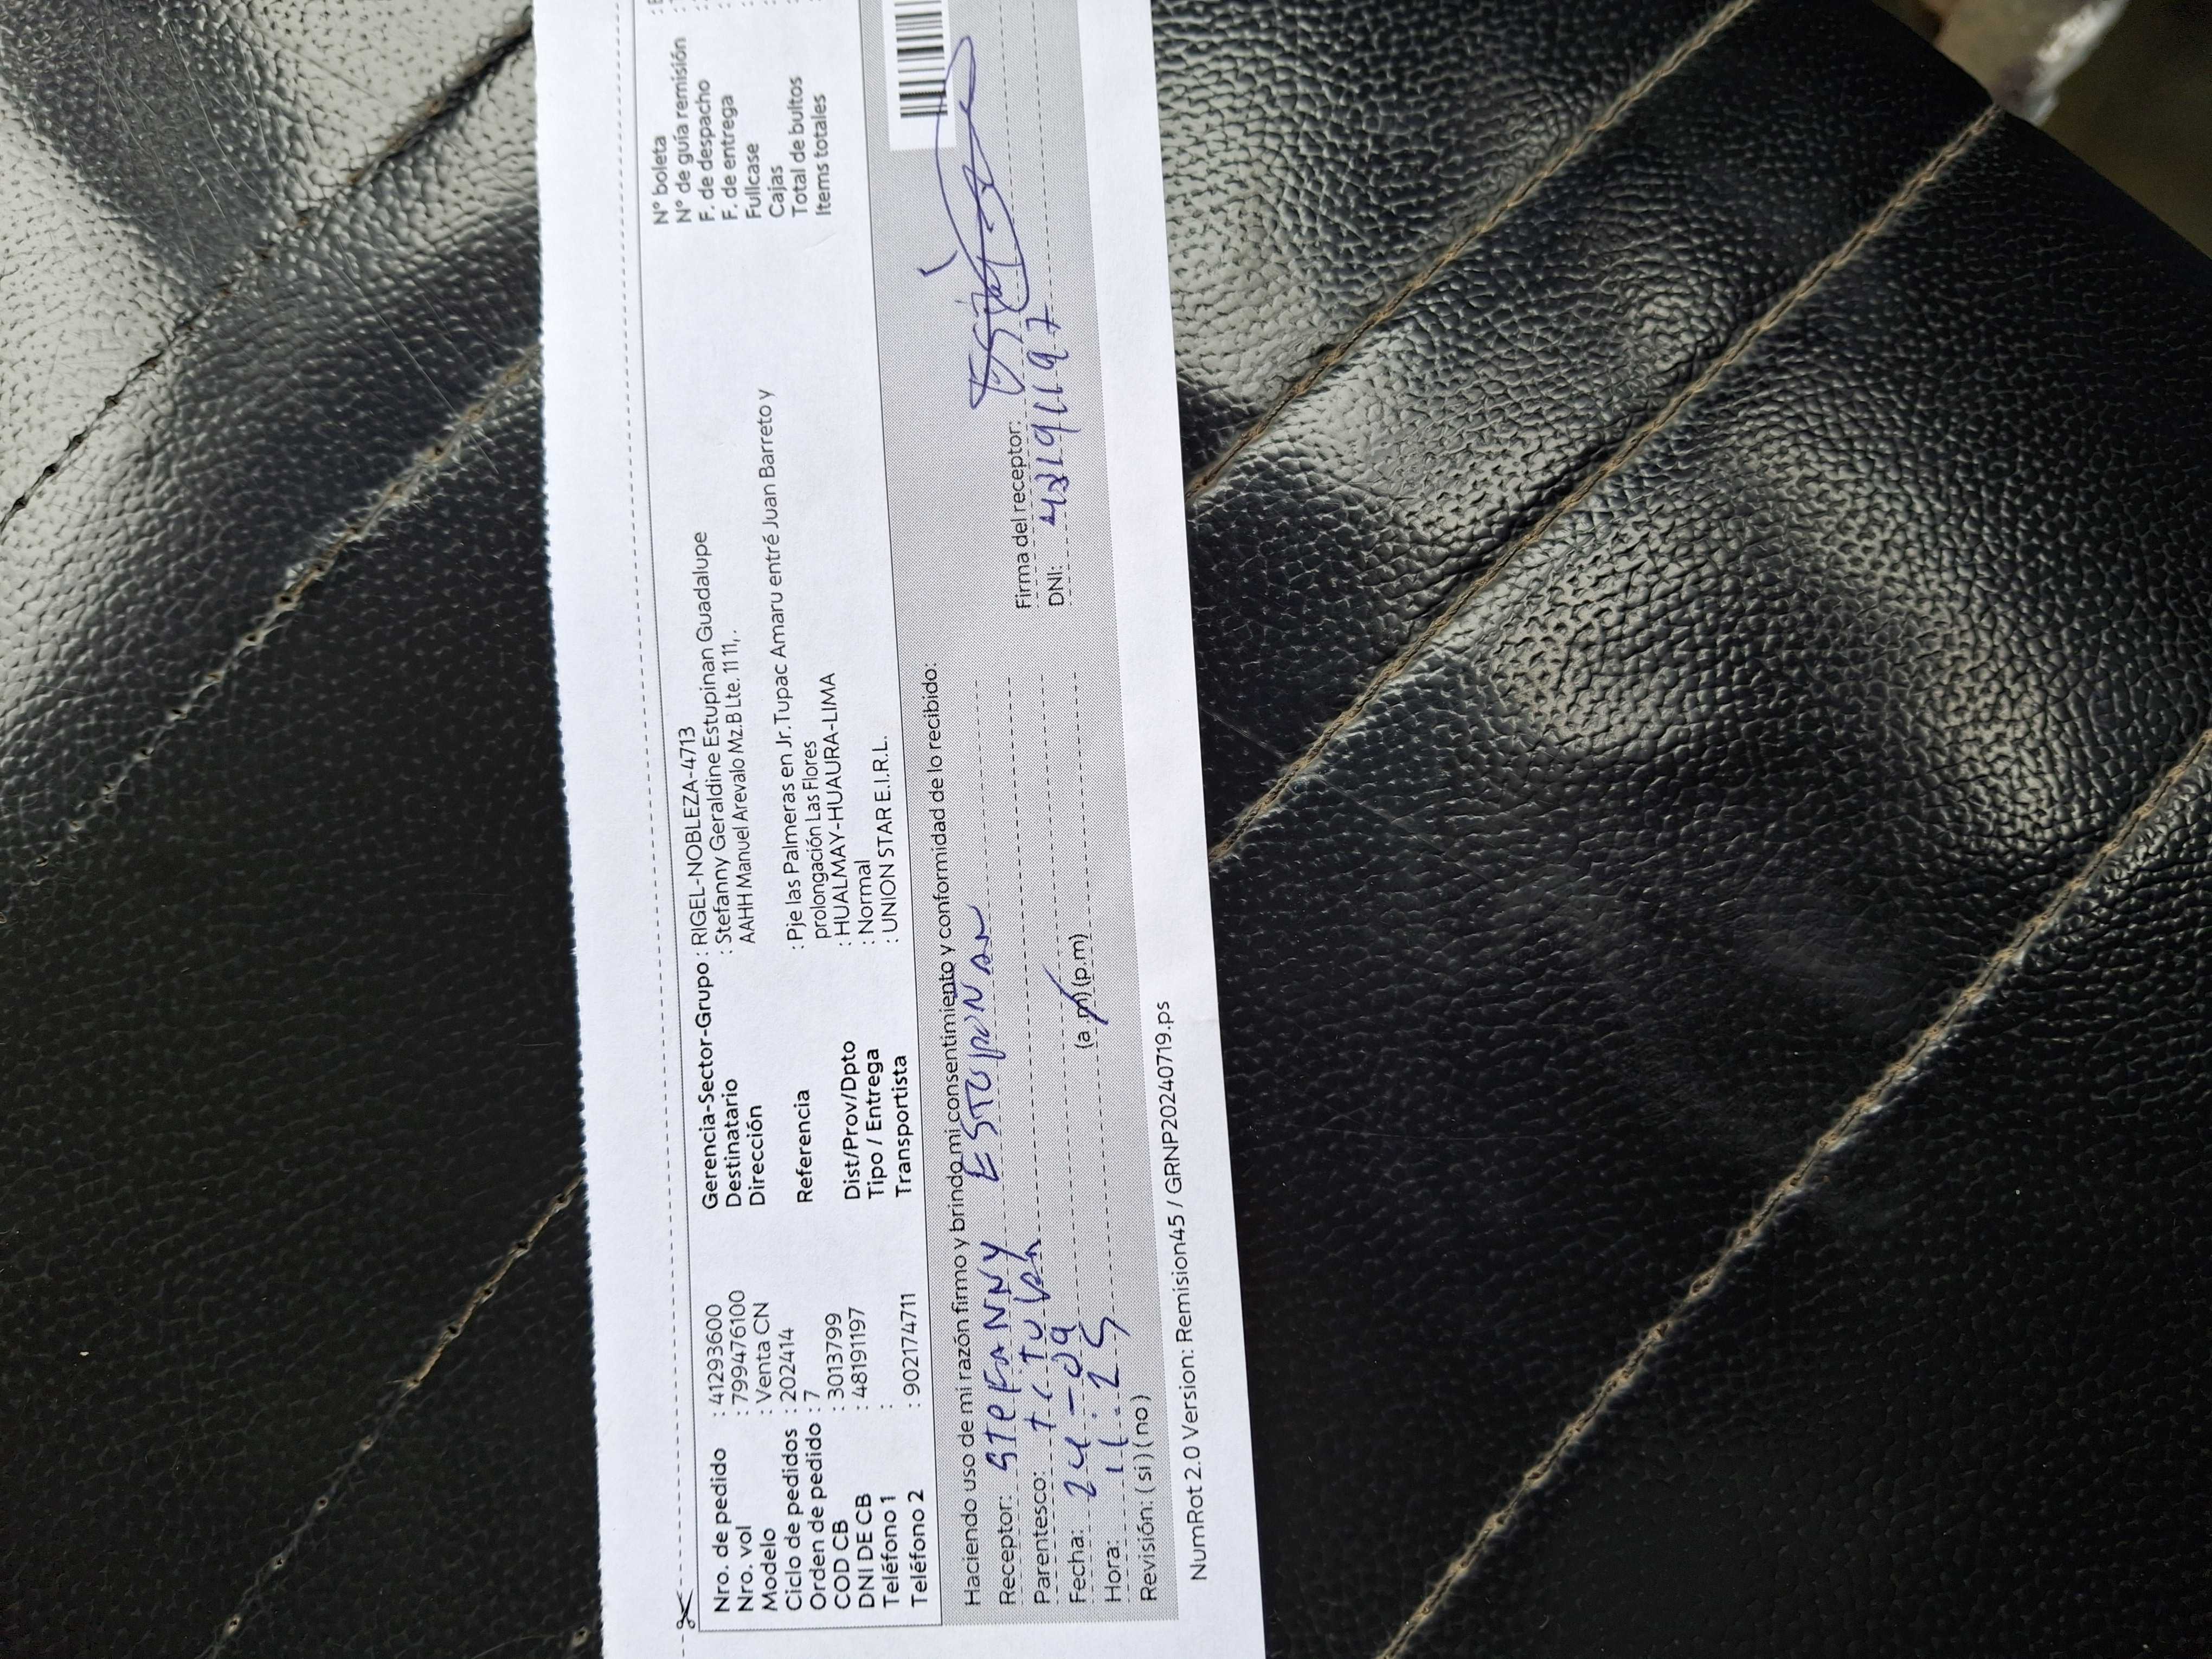 Nro. de pedido : 41293600
Nro. vol : 799476100
Modelo : Venta CN
Ciclo de pedidos : 202414
Orden de pedido : 7
COD CB : 3013799
DNI DE CB : 48191197
Teléfono 1 :
Teléfono 2 : 902174711
Gerencia-Sector-Grupo : RIGEL-NOBLEZA-4713
Destinatario : Stefanny Geraldine Estupinan Guadalupe
Dirección AAHH Manuel Arevalo Mz.B Lte. 11 11, .
Referencia : Pje las Palmeras en Jr. Tupac Amaru entré Juan Barreto y
prolongación Las Flores
Dist/Prov/Dpto : HUALMAY-HUAURA-LIMA
Tipo / Entrega : Normal
Transportista : UNION STAR E.I.R.L.
N° boleta :
N° de guía remisión :
F. de despacho :
F. de entrega :
Fullcase
Cajas
Total de bultos
Items totales
Haciendo uso de mi razón firmo y brindo mi consentimiento y conformidad de lo recibido:
Receptor: STEFANNY ESTUPINAN
Parentesco: TITULAR
Fecha: 24-09
Hora: 11:25 (a.m) (p.m)
Revisión: ( si ) ( no )
Firma del receptor:
DNI: 48191197
NumRot 2.0 Version: Remision45 / GRNP20240719.ps